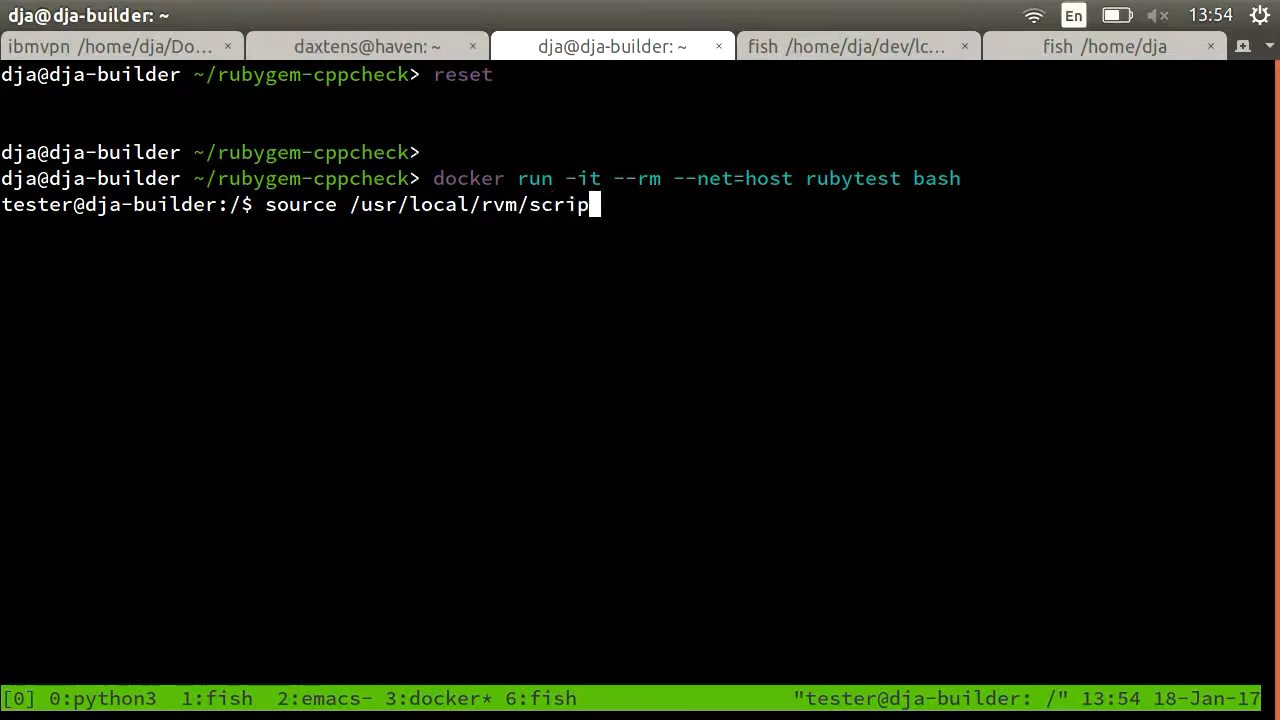 dja@dja-builder: ~
En
13:54
ibmvpn /home/dja/Do... ×
daxtens@haven: ~ ×
dja@dja-builder: ~ ×
fish /home/dja/dev/lc... ×
fish /home/dja ×
dja@dja-builder ~/rubygem-cppcheck> reset
dja@dja-builder ~/rubygem-cppcheck>
dja@dja-builder ~/rubygem-cppcheck> docker run -it --rm --net=host rubytest bash
tester@dja-builder:/$ source /usr/local/rvm/scrip
[0] 0:python3  1:fish  2:emacs- 3:docker* 6:fish
"tester@dja-builder: /" 13:54 18-Jan-17